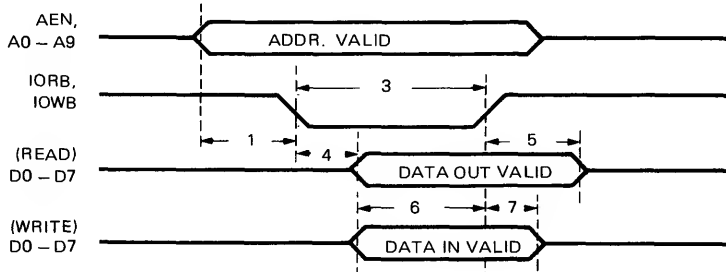 AEN,
A0 – A9
ADDR. VALID
IORB,
IOWB
3
1
4
5
(READ)
D0 – D7
DATA OUT VALID
6
7
(WRITE)
D0 – D7
DATA IN VALID